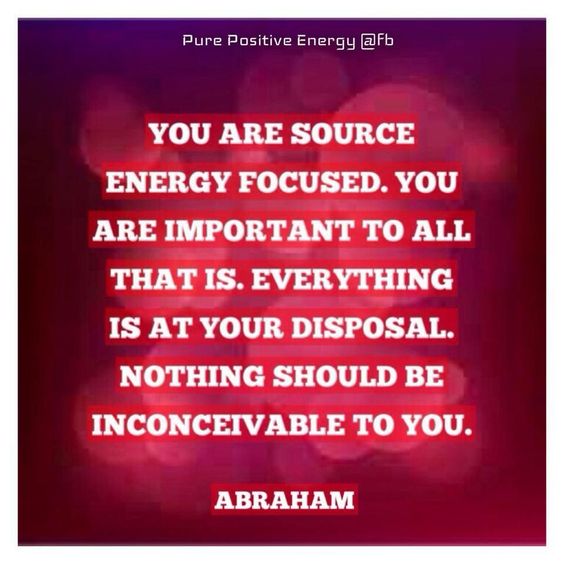 Pure Positive Energy @fb
YOU ARE SOURCE
ENERGY FOCUSED. YOU
ARE IMPORTANT TO ALL
THAT IS. EVERYTHING
IS AT YOUR DISPOSAL.
NOTHING SHOULD BE
INCONCEIVABLE TO YOU.
ABRAHAM